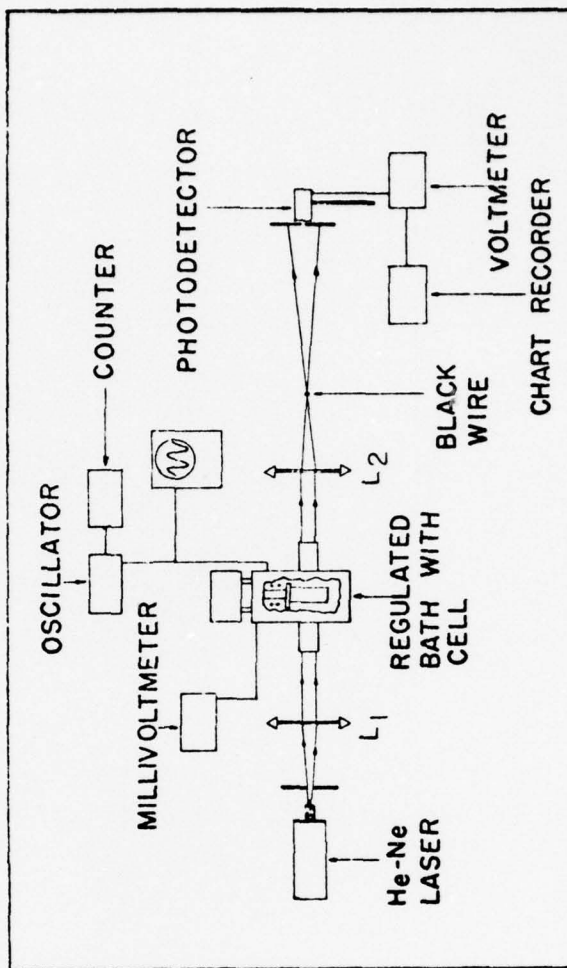 OSCILLATOR
COUNTER
MILLIVOLTMETER
PHOTODETECTOR
L1
L2
He-Ne
LASER
REGULATED
BATH WITH
CELL
BLACK
WIRE
VOLTMETER
CHART RECORDER